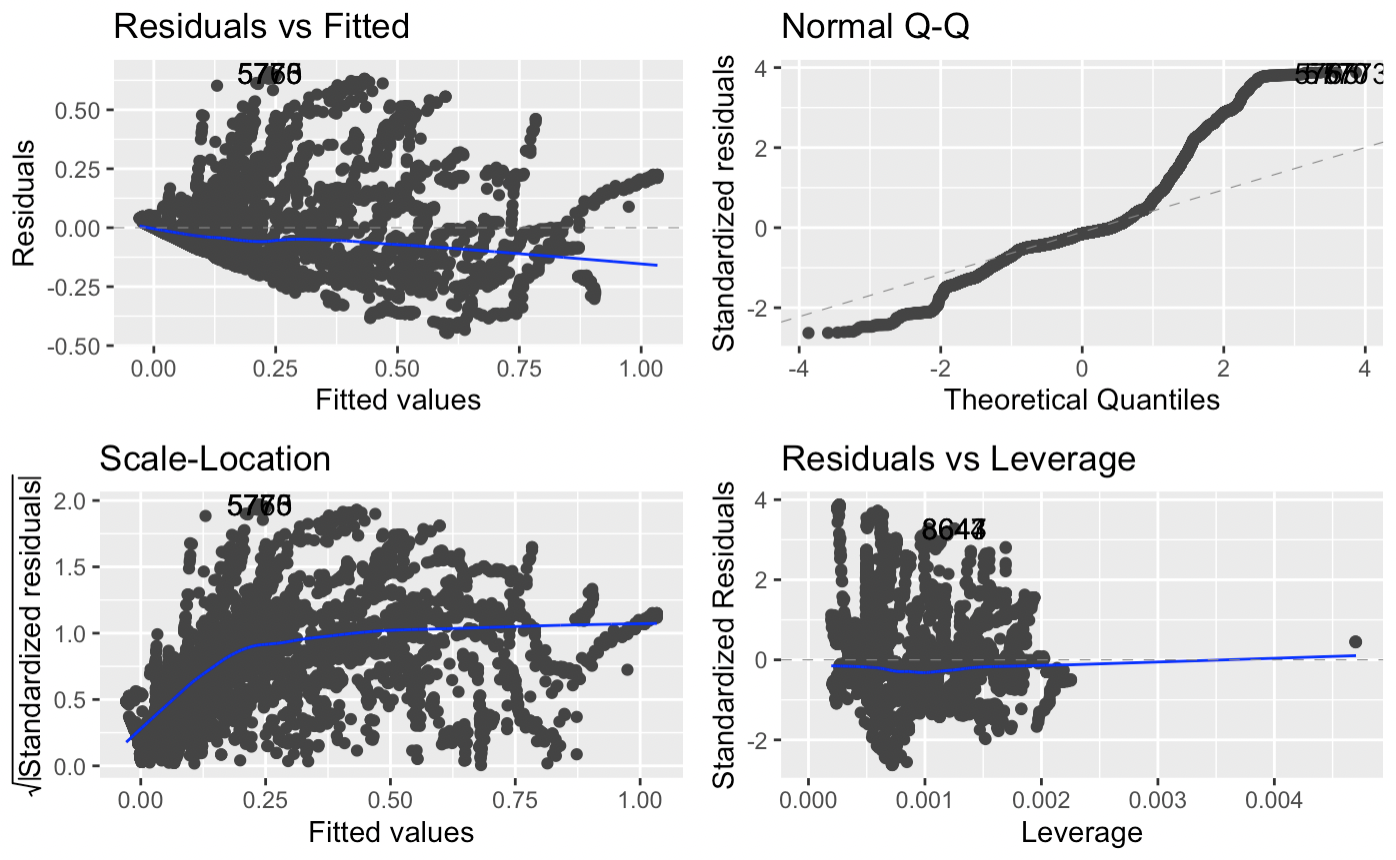 Residuals vs Fitted
Residuals
0.50
0.25
0.00
-0.25
-0.50
0.00 0.25 0.50 0.75 1.00
Fitted values
Normal Q-Q
Standardized residuals
4
2
0
-2
-4 -2 0 2 4
Theoretical Quantiles
Scale-Location
√|Standardized residuals|
2.0
1.5
1.0
0.5
0.0
0.00 0.25 0.50 0.75 1.00
Fitted values
Residuals vs Leverage
Standardized Residuals
4
2
0
-2
0.000 0.001 0.002 0.003 0.004
Leverage